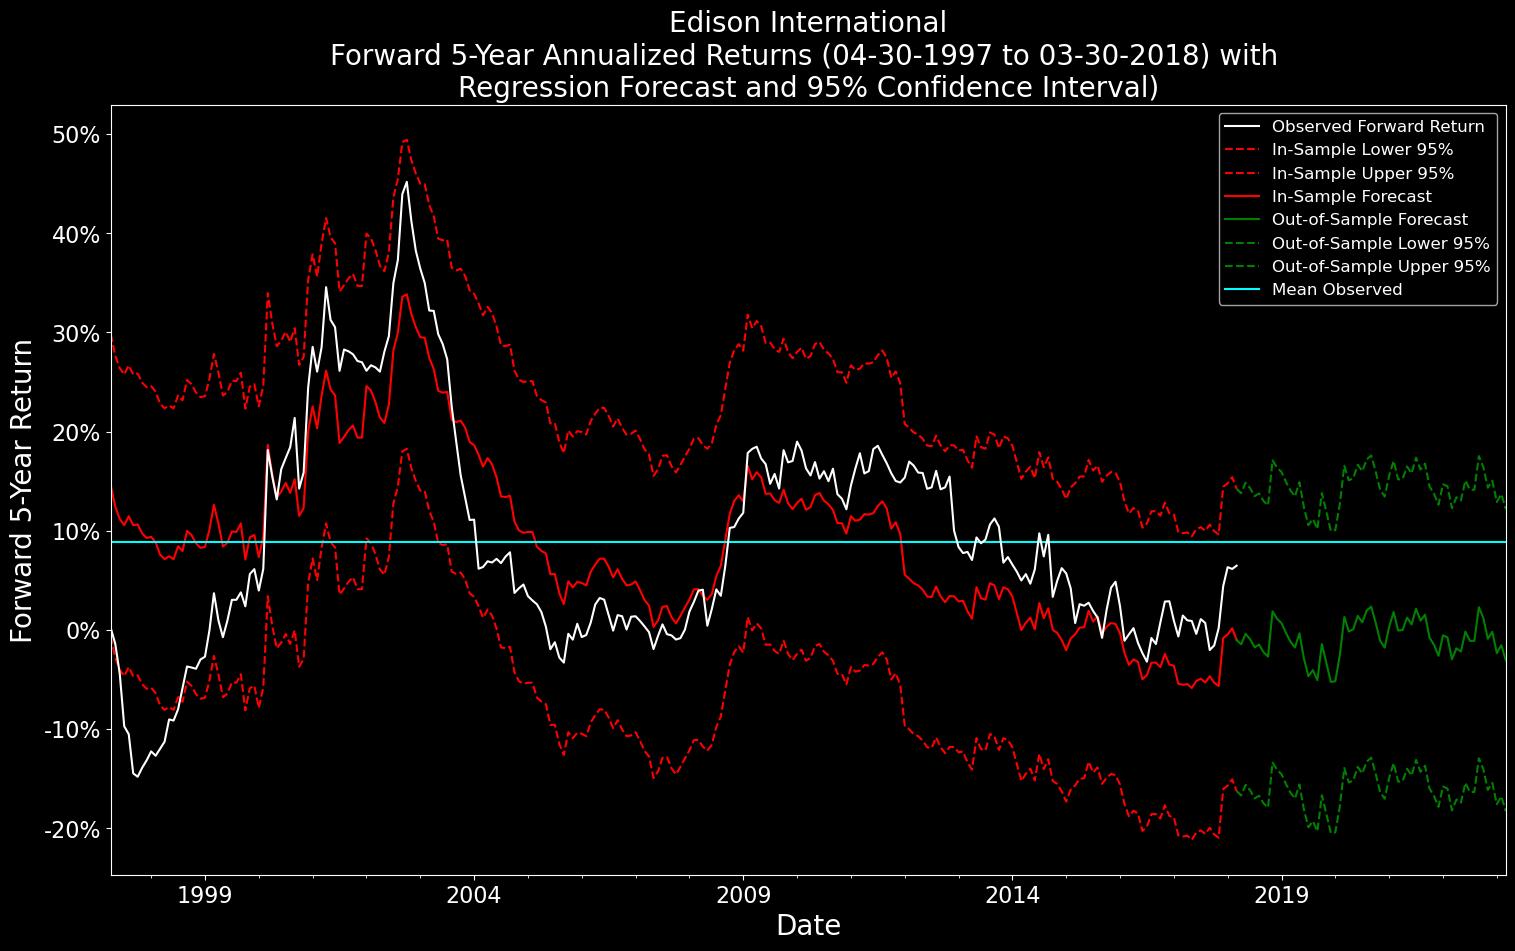 Edison International
Forward 5-Year Annualized Returns (04-30-1997 to 03-30-2018) with
Regression Forecast and 95% Confidence Interval)
Forward 5-Year Return
50%
40%
30%
20%
10%
0%
-10%
-20%
Observed Forward Return
In-Sample Lower 95%
In-Sample Upper 95%
In-Sample Forecast
Out-of-Sample Forecast
Out-of-Sample Lower 95%
Out-of-Sample Upper 95%
Mean Observed
1999 2004 2009 2014 2019
Date